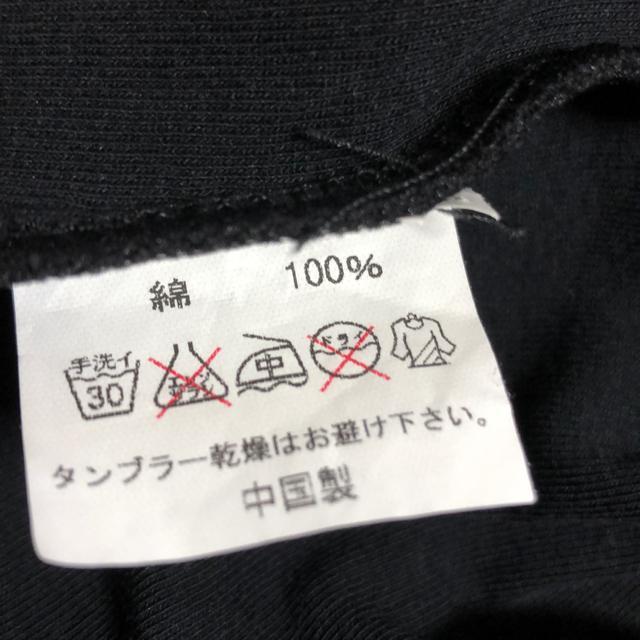 綿 100%
手洗イ 30 エンソ 中 ドライ
タンブラー乾燥はお避け下さい。
中国製